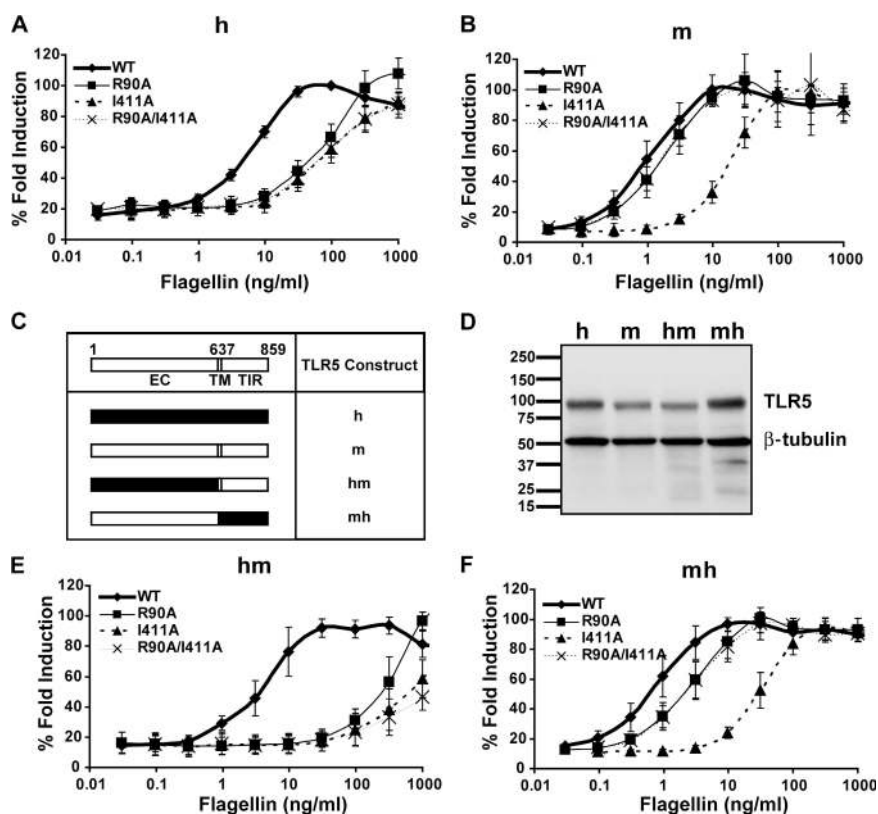 A
h
% Fold Induction
120
100
80
60
40
20
0
WT
R90A
I411A
R90A/I411A
0.01 0.1 1 10 100 1000
Flagellin (ng/ml)
B
m
% Fold Induction
120
100
80
60
40
20
0
WT
R90A
I411A
R90A/I411A
0.01 0.1 1 10 100 1000
Flagellin (ng/ml)
C
1 637 859
EC TM TIR
TLR5 Construct
h
m
hm
mh
D
h m hm mh
250
150
100
75
50
37
25
15
TLR5
β-tubulin
E
hm
% Fold Induction
120
100
80
60
40
20
0
WT
R90A
I411A
R90A/I411A
0.01 0.1 1 10 100 1000
Flagellin (ng/ml)
F
mh
% Fold Induction
120
100
80
60
40
20
0
WT
R90A
I411A
R90A/I411A
0.01 0.1 1 10 100 1000
Flagellin (ng/ml)